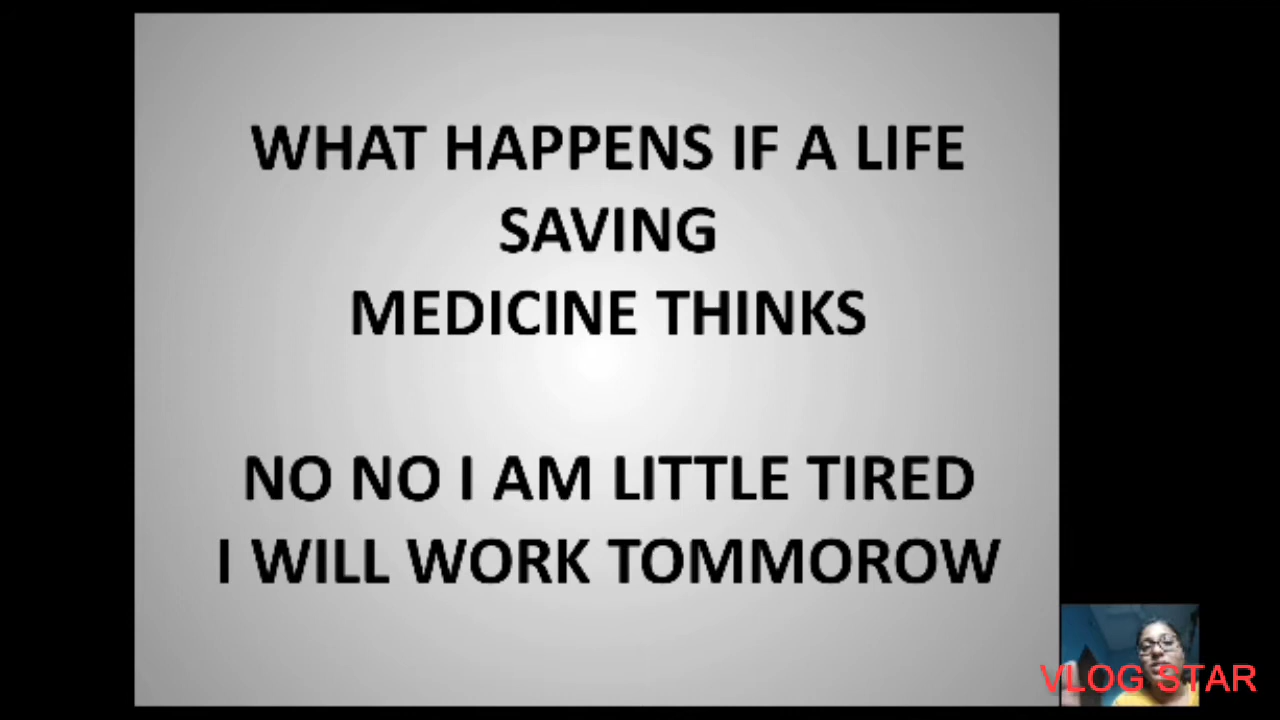 WHAT HAPPENS IF A LIFE
SAVING
MEDICINE THINKS
NO NO I AM LITTLE TIRED
I WILL WORK TOMMOROW
VLOG STAR